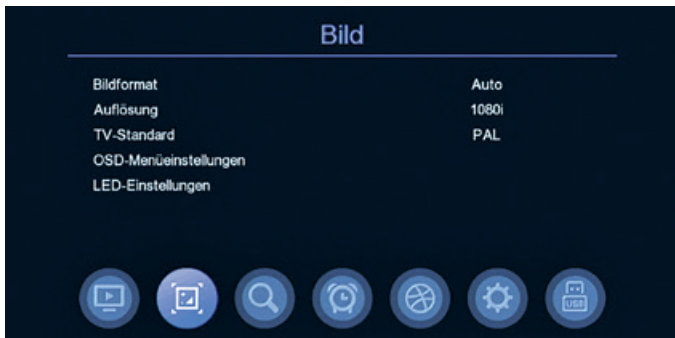 Bild
Bildformat Auto
Auflösung 1080i
TV-Standard PAL
OSD-Menüeinstellungen
LED-Einstellungen
USB